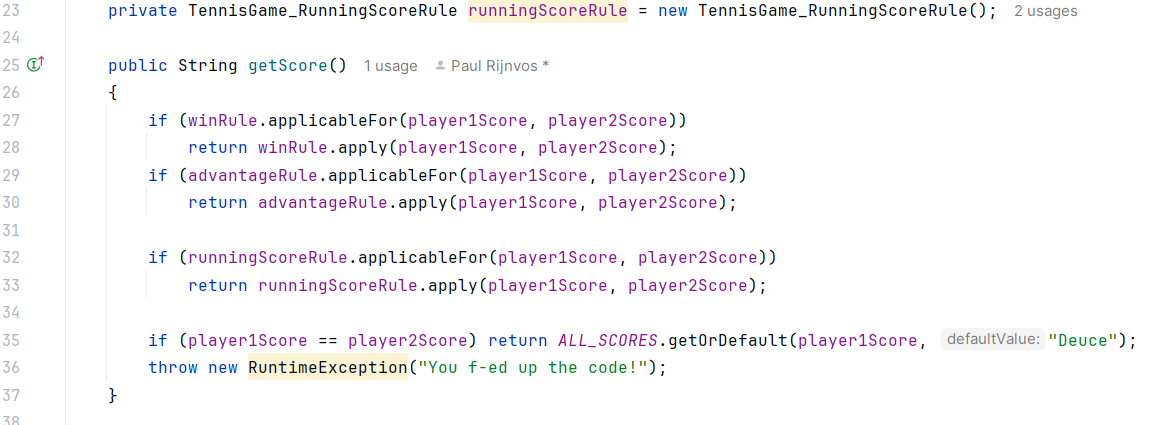 23 private TennisGame_RunningScoreRule runningScoreRule = new TennisGame_RunningScoreRule(); 2 usages
24
25 public String getScore() 1 usage Paul Rijnvos *
26 {
27 if (winRule.applicableFor(player1Score, player2Score))
28 return winRule.apply(player1Score, player2Score);
29 if (advantageRule.applicableFor(player1Score, player2Score))
30 return advantageRule.apply(player1Score, player2Score);
31
32 if (runningScoreRule.applicableFor(player1Score, player2Score))
33 return runningScoreRule.apply(player1Score, player2Score);
34
35 if (player1Score == player2Score) return ALL_SCORES.getOrDefault(player1Score, defaultValue: "Deuce");
36 throw new RuntimeException("You f-ed up the code!");
37 }
38